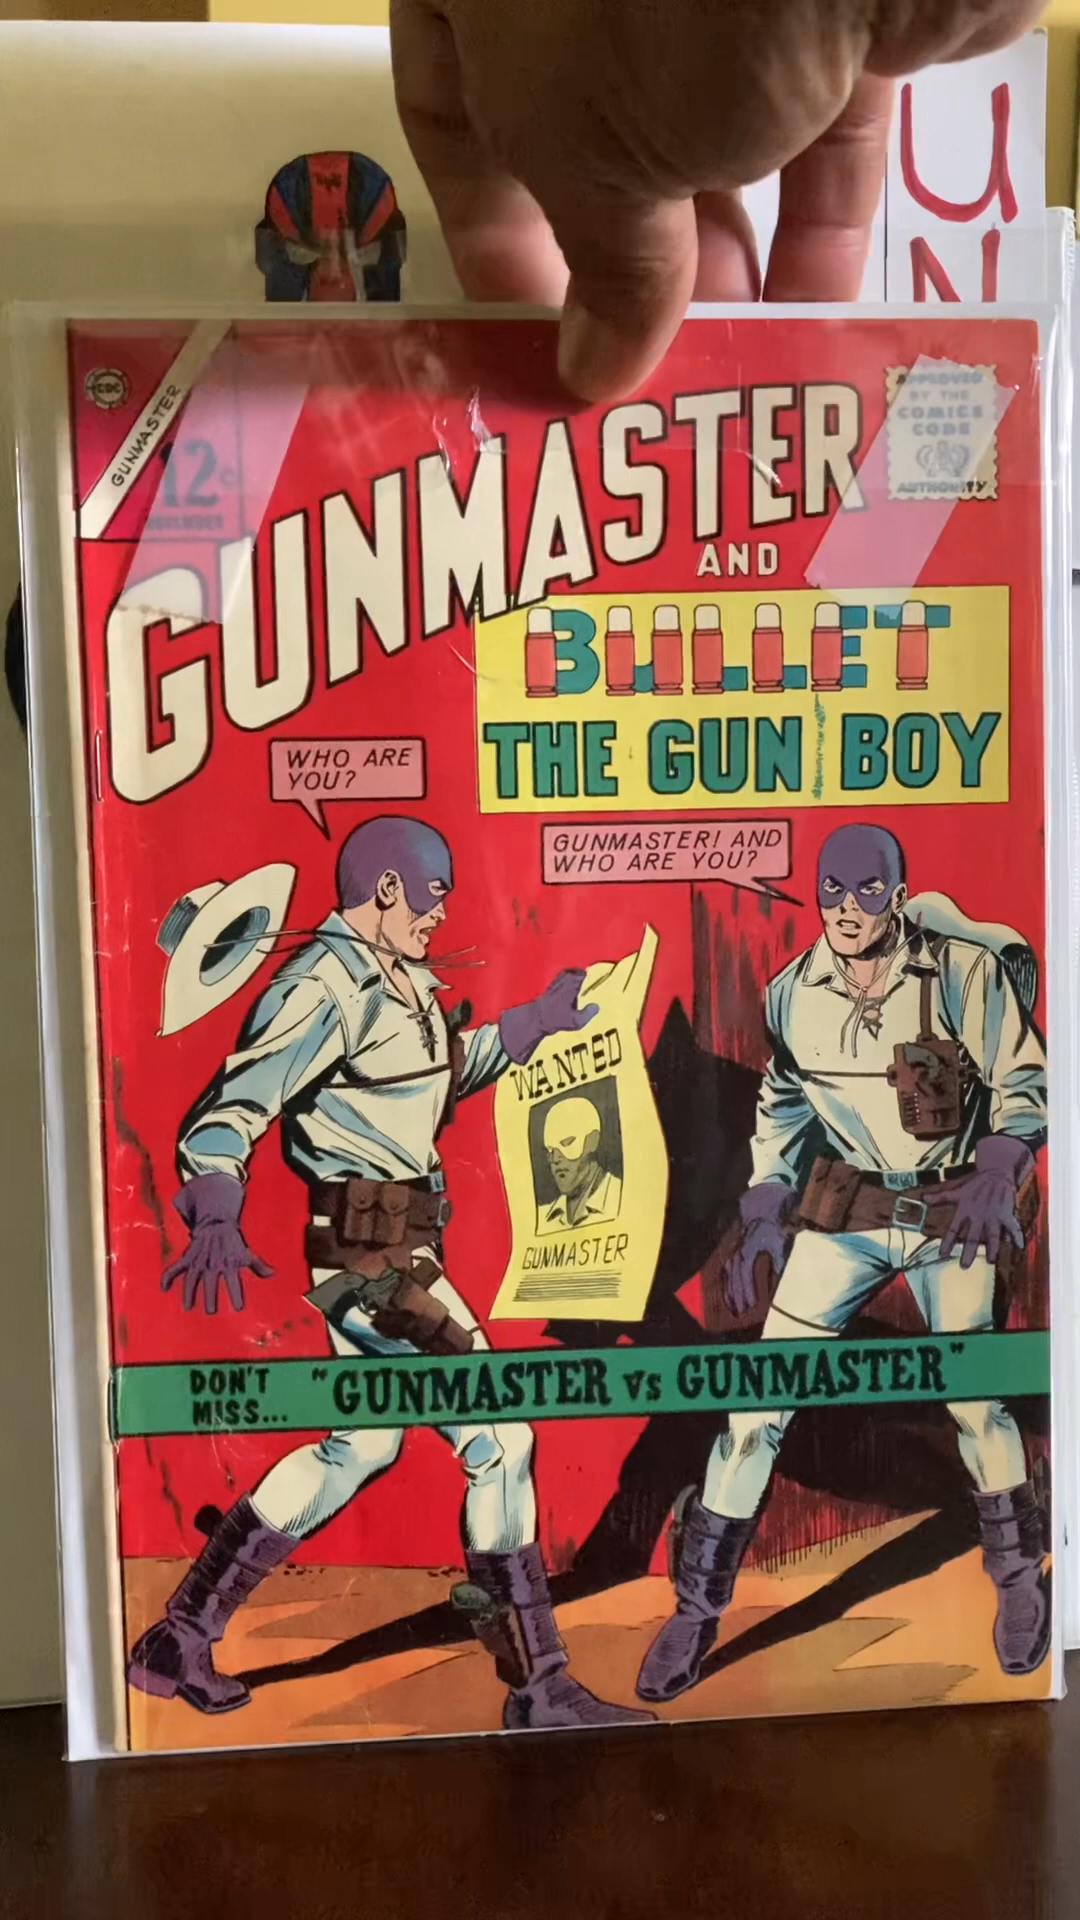 U
N
CDC
GUNMASTER
12¢
NOVEMBER
APPROVED
BY THE
COMICS
CODE
AUTHORITY
GUNMASTER
AND
BULLET
THE GUN BOY
WHO ARE
YOU?
GUNMASTER! AND
WHO ARE YOU?
WANTED
GUNMASTER
DON'T
MISS...
"GUNMASTER vs GUNMASTER"